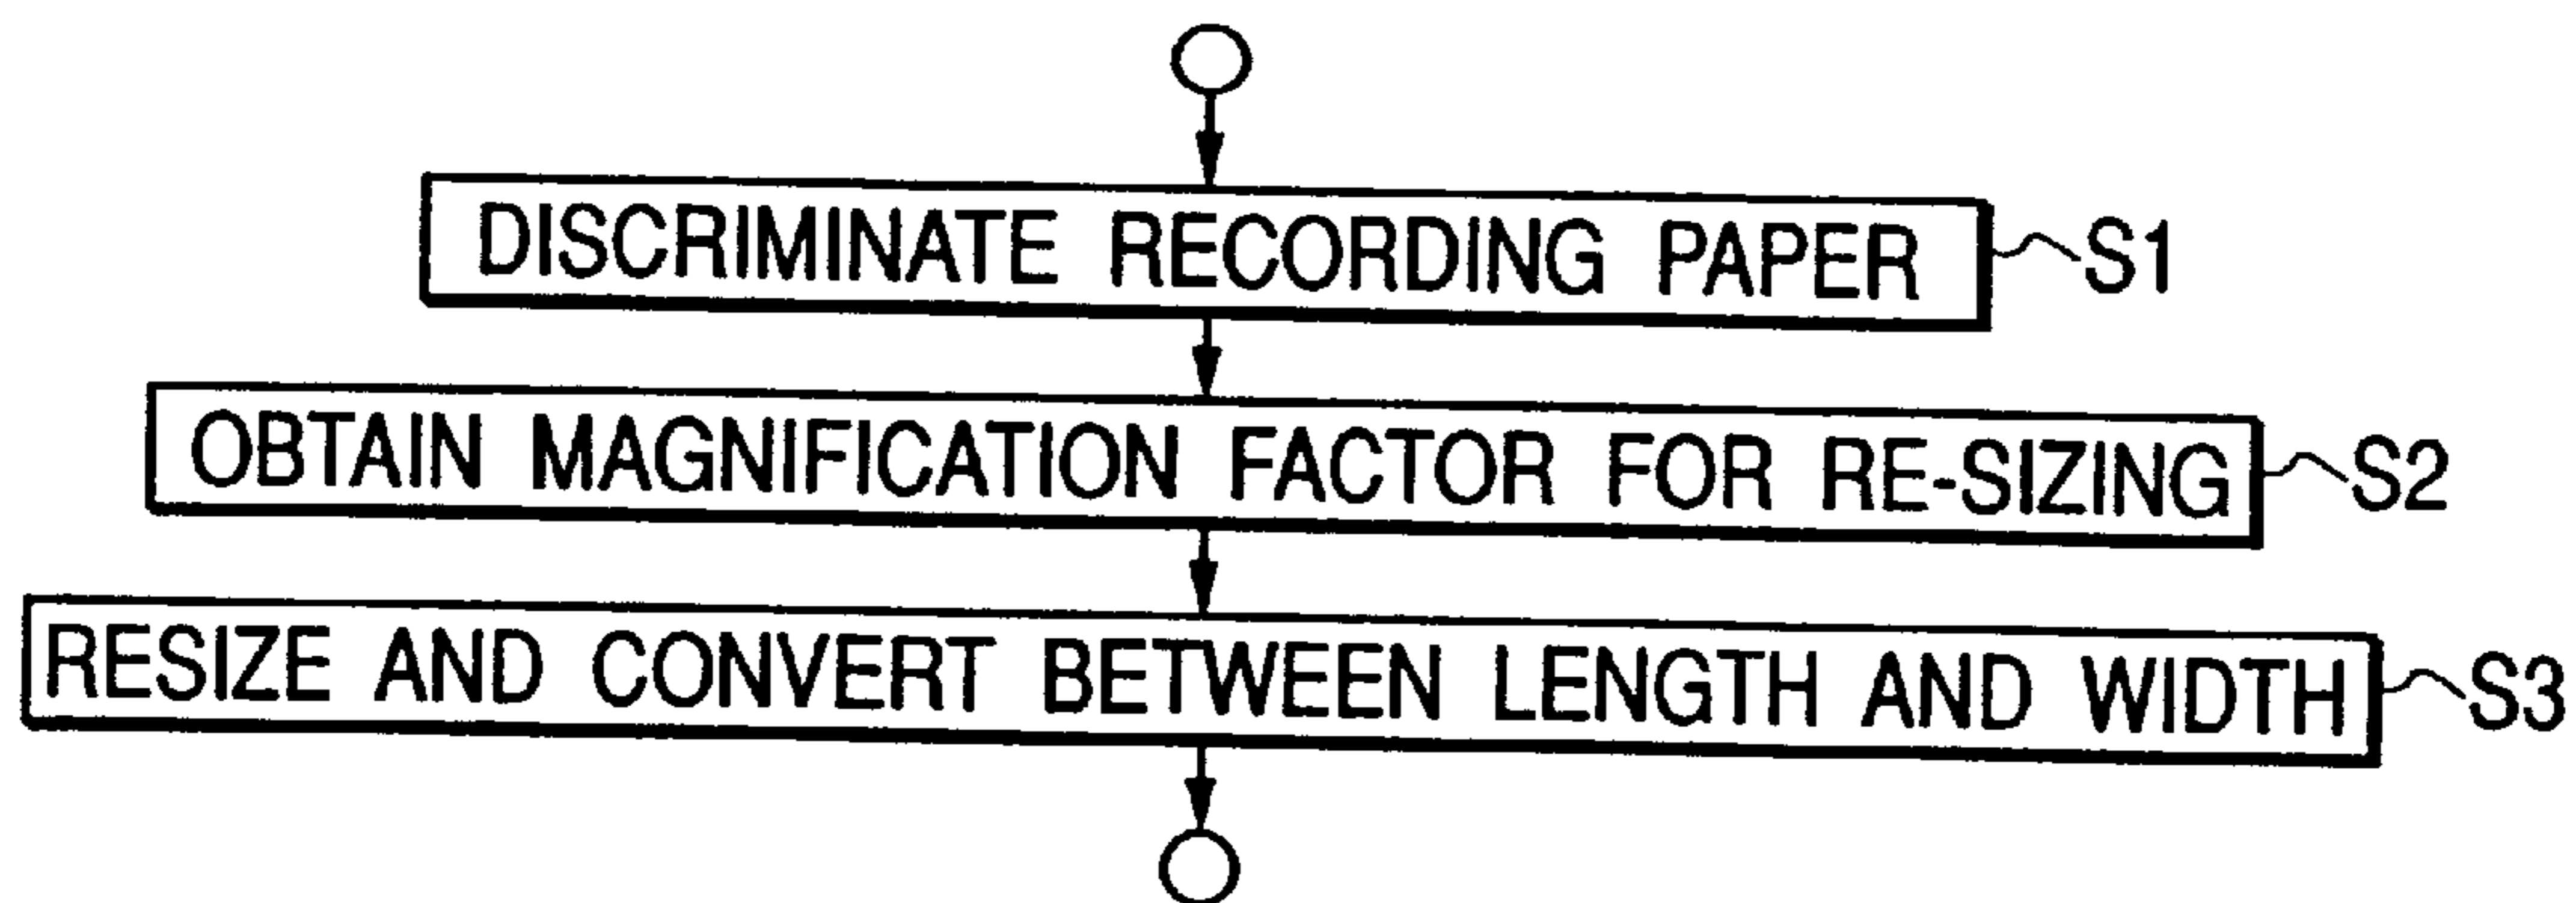 DISCRIMINATE RECORDING PAPER S1
OBTAIN MAGNIFICATION FACTOR FOR RE-SIZING S2
RESIZE AND CONVERT BETWEEN LENGTH AND WIDTH S3